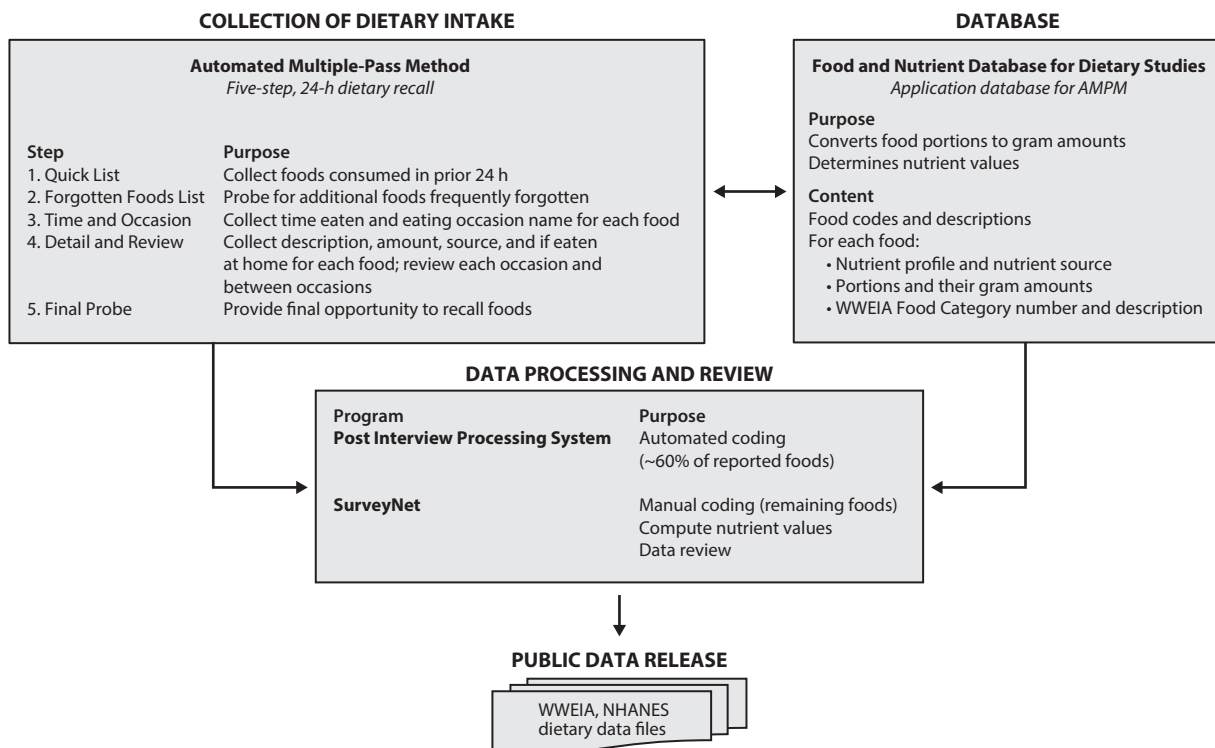 COLLECTION OF DIETARY INTAKE
Automated Multiple-Pass Method
Five-step, 24-h dietary recall
Step Purpose
1. Quick List Collect foods consumed in prior 24 h
2. Forgotten Foods List Probe for additional foods frequently forgotten
3. Time and Occasion Collect time eaten and eating occasion name for each food
4. Detail and Review Collect description, amount, source, and if eaten
at home for each food; review each occasion and
between occasions
5. Final Probe Provide final opportunity to recall foods
DATABASE
Food and Nutrient Database for Dietary Studies
Application database for AMPM
Purpose
Converts food portions to gram amounts
Determines nutrient values
Content
Food codes and descriptions
For each food:
• Nutrient profile and nutrient source
• Portions and their gram amounts
• WWEIA Food Category number and description
DATA PROCESSING AND REVIEW
Program Purpose
Post Interview Processing System Automated coding
(~60% of reported foods)
SurveyNet Manual coding (remaining foods)
Compute nutrient values
Data review
PUBLIC DATA RELEASE
WWEIA, NHANES
dietary data files